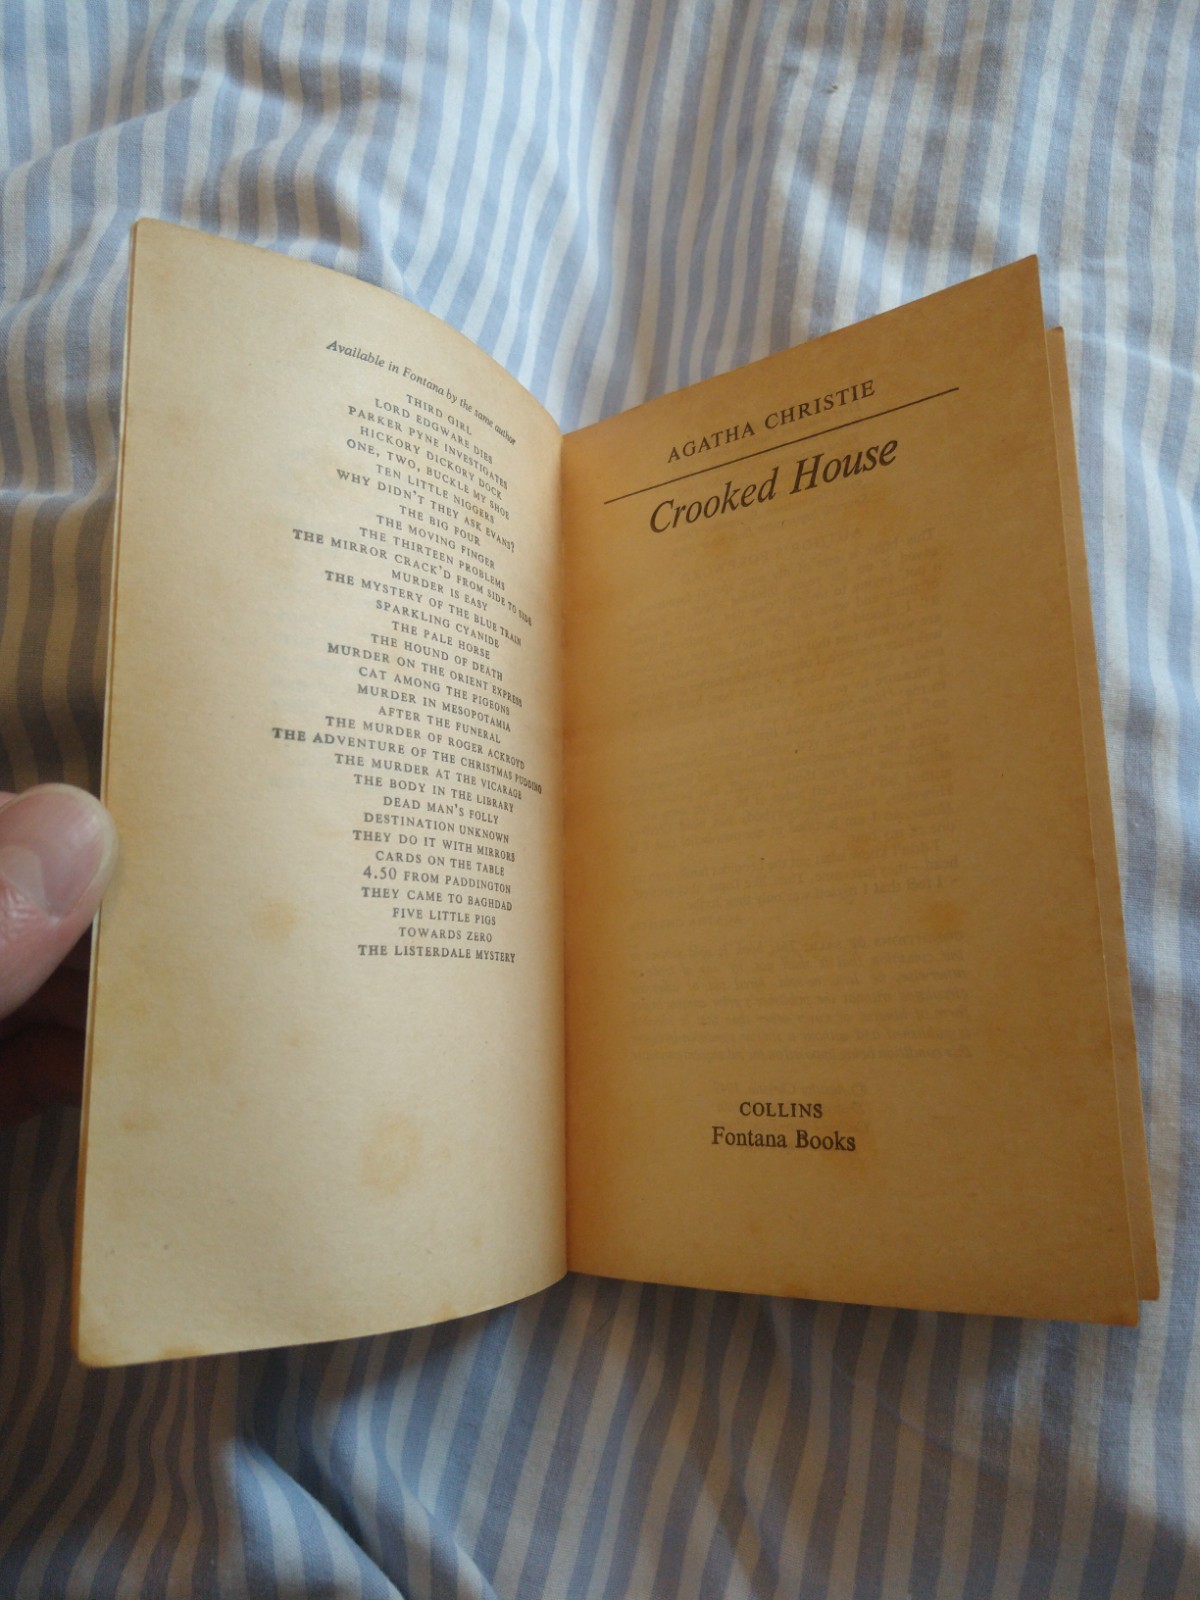 Available in Fontana by the same author
THIRD GIRL
LORD EDGWARE DIES
PARKER PYNE INVESTIGATES
HICKORY DICKORY DOCK
ONE, TWO, BUCKLE MY SHOE
TEN LITTLE NIGGERS
WHY DIDN'T THEY ASK EVANS?
THE BIG FOUR
THE MOVING FINGER
THE THIRTEEN PROBLEMS
THE MIRROR CRACK'D FROM SIDE TO SIDE
MURDER IS EASY
THE MYSTERY OF THE BLUE TRAIN
SPARKLING CYANIDE
THE PALE HORSE
THE HOUND OF DEATH
MURDER ON THE ORIENT EXPRESS
CAT AMONG THE PIGEONS
MURDER IN MESOPOTAMIA
AFTER THE FUNERAL
THE MURDER OF ROGER ACKROYD
THE ADVENTURE OF THE CHRISTMAS PUDDING
THE MURDER AT THE VICARAGE
THE BODY IN THE LIBRARY
DEAD MAN'S FOLLY
DESTINATION UNKNOWN
THEY DO IT WITH MIRRORS
CARDS ON THE TABLE
4.50 FROM PADDINGTON
THEY CAME TO BAGHDAD
FIVE LITTLE PIGS
TOWARDS ZERO
THE LISTERDALE MYSTERY
AGATHA CHRISTIE
Crooked House
COLLINS
Fontana Books